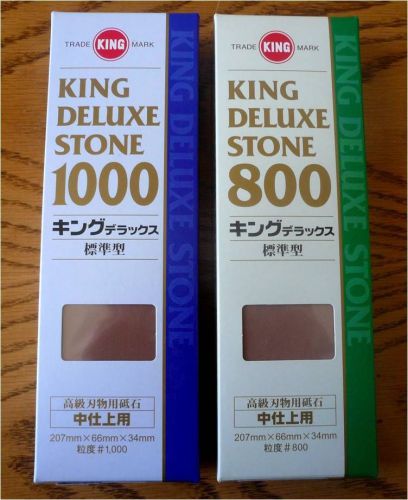 TRADE KING MARK
KING
DELUXE
STONE
1000
キングデラックス
標準型
高級刃物用砥石
中仕上用
207mm×66mm×34mm
粒度#1,000
KING DELUXE STONE
TRADE KING MARK
KING
DELUXE
STONE
800
キングデラックス
標準型
高級刃物用砥石
中仕上用
207mm×66mm×34mm
粒度#800
KING DELUXE STONE